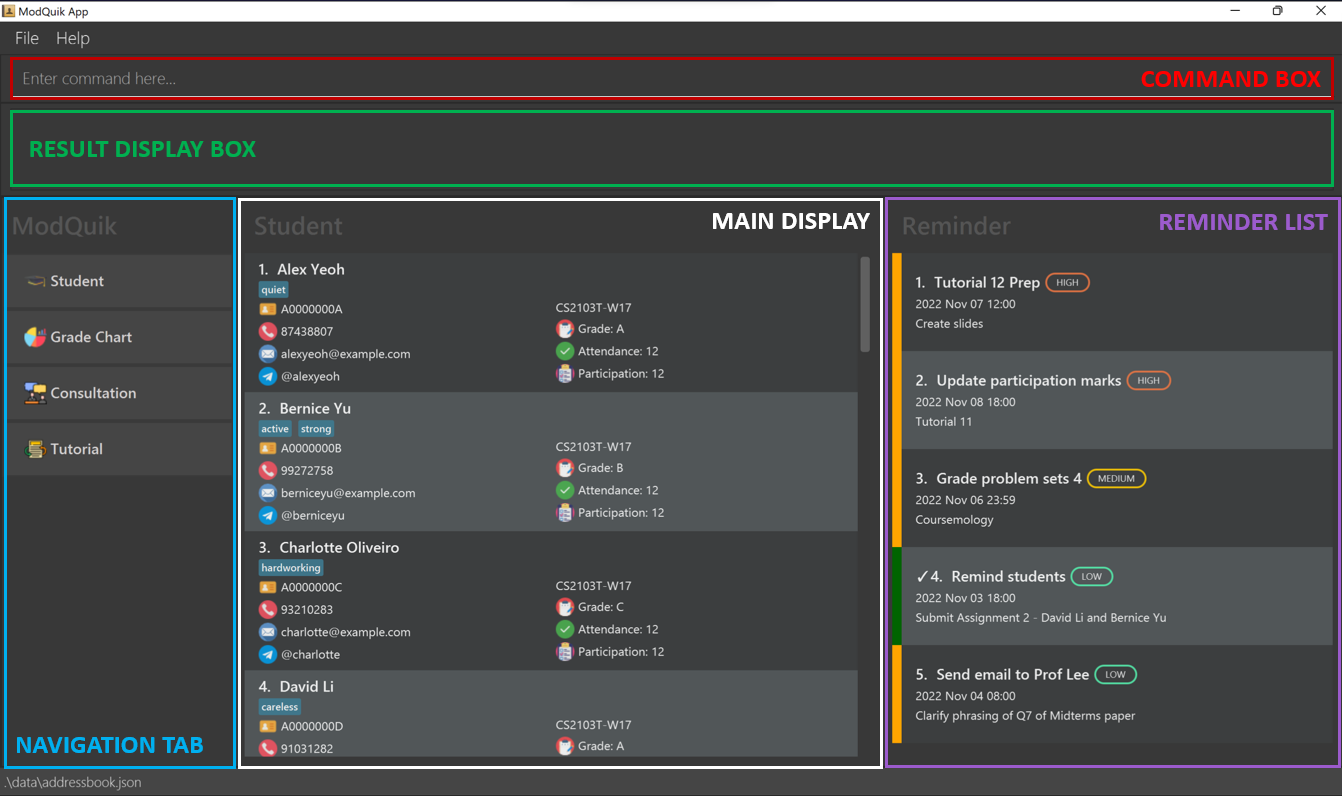 ModQuik App
File Help
Enter command here...
COMMAND BOX
RESULT DISPLAY BOX
ModQuik
Student
Grade Chart
Consultation
Tutorial
NAVIGATION TAB
Student
MAIN DISPLAY
1. Alex Yeoh
quiet
A0000000A
87438807
alexyeoh@example.com
@alexyeoh
CS2103T-W17
Grade: A
Attendance: 12
Participation: 12
2. Bernice Yu
active strong
A0000000B
99272758
berniceyu@example.com
@berniceyu
CS2103T-W17
Grade: B
Attendance: 12
Participation: 12
3. Charlotte Oliveiro
hardworking
A0000000C
93210283
charlotte@example.com
@charlotte
CS2103T-W17
Grade: C
Attendance: 12
Participation: 12
4. David Li
careless
A0000000D
91031282
CS2103T-W17
Grade: A
Reminder
REMINDER LIST
1. Tutorial 12 Prep HIGH
2022 Nov 07 12:00
Create slides
2. Update participation marks HIGH
2022 Nov 08 18:00
Tutorial 11
3. Grade problem sets 4 MEDIUM
2022 Nov 06 23:59
Coursemology
✓4. Remind students LOW
2022 Nov 03 18:00
Submit Assignment 2 - David Li and Bernice Yu
5. Send email to Prof Lee LOW
2022 Nov 04 08:00
Clarify phrasing of Q7 of Midterms paper
.\data\addressbook.json